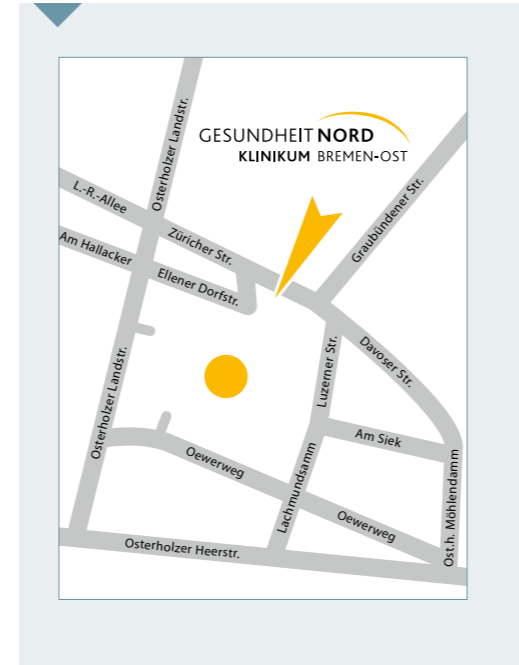 GESUNDHEIT NORD
KLINIKUM BREMEN-OST
Osterholzer Landstr.
L.-R.-Allee
Züricher Str.
Graubündener Str.
Am Hallacker
Ellener Dorfstr.
Davoser Str.
Luzerner Str.
Osterholzer Landstr.
Am Siek
Oewerweg
Lachmundsamm
Oewerweg
Ost.h. Möhlendamm
Osterholzer Heerstr.